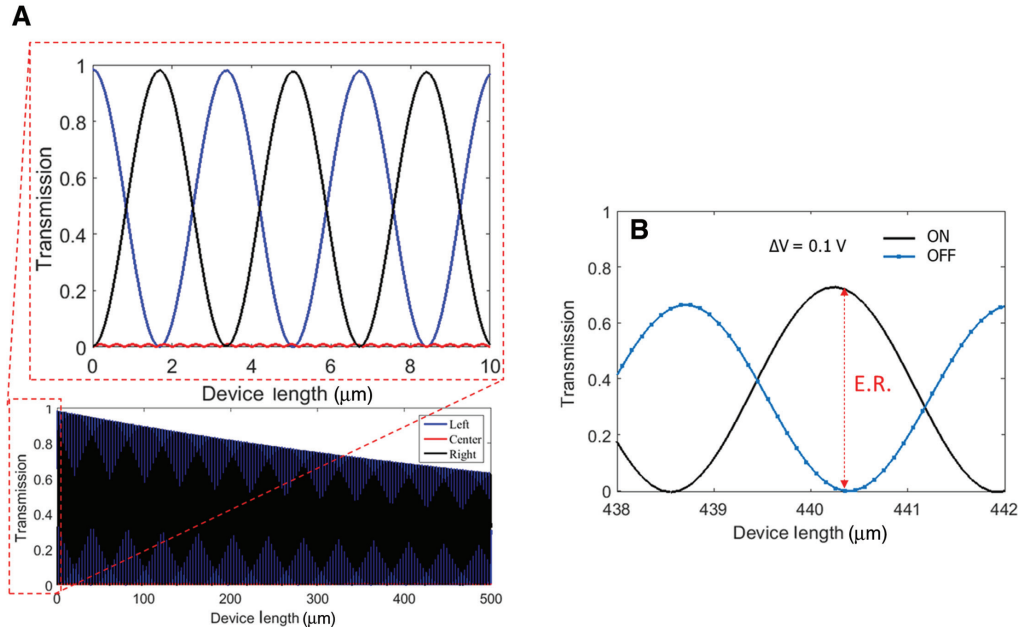 A
Transmission
1
0.8
0.6
0.4
0.2
0
0 2 4 6 8 10
Device length (μm)
Transmission
1
0.8
0.6
0.4
0.2
0
Left
Center
Right
0 100 200 300 400 500
Device length (μm)
B
Transmission
1
0.8
0.6
0.4
0.2
0
ΔV = 0.1 V
ON
OFF
E.R.
438 439 440 441 442
Device length (μm)